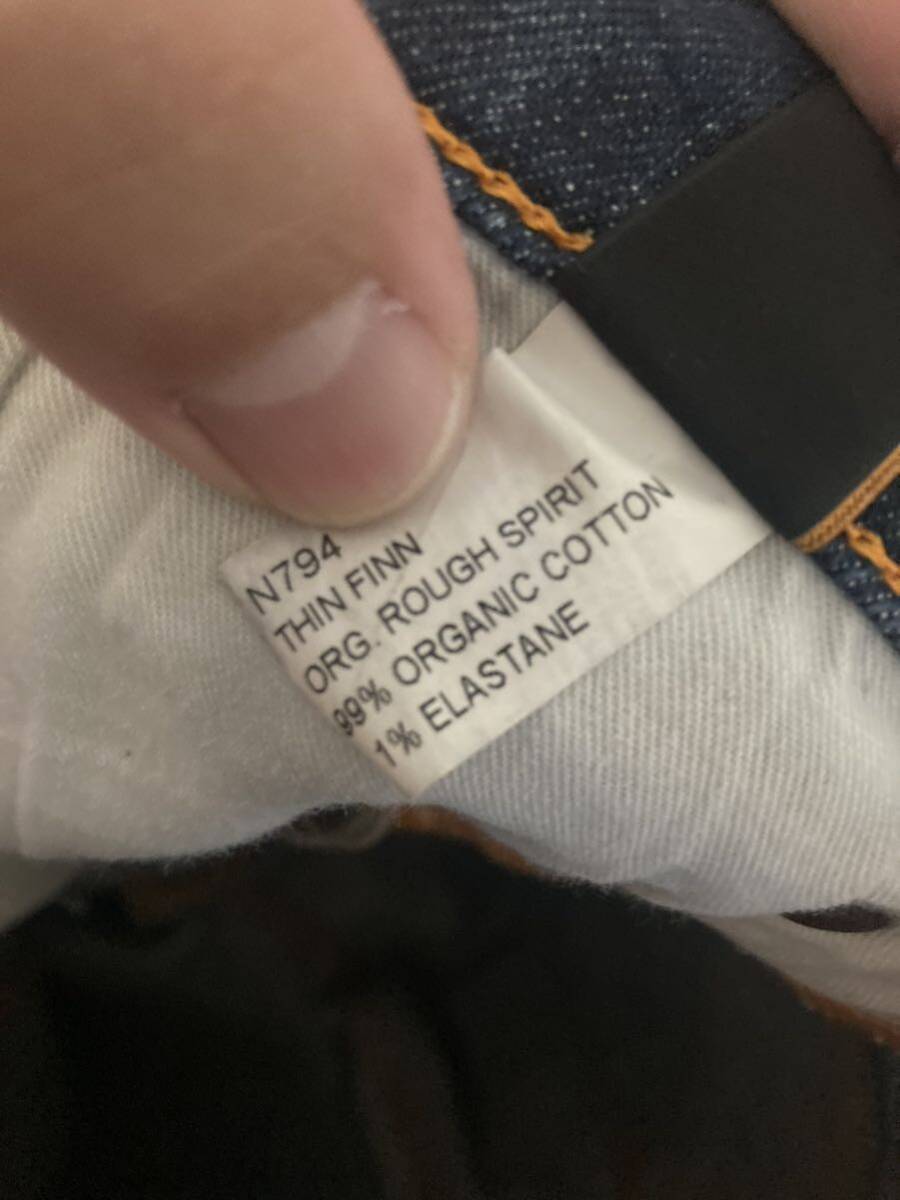 N794
THIN FINN
ORG. ROUGH SPIRIT
99% ORGANIC COTTON
1% ELASTANE